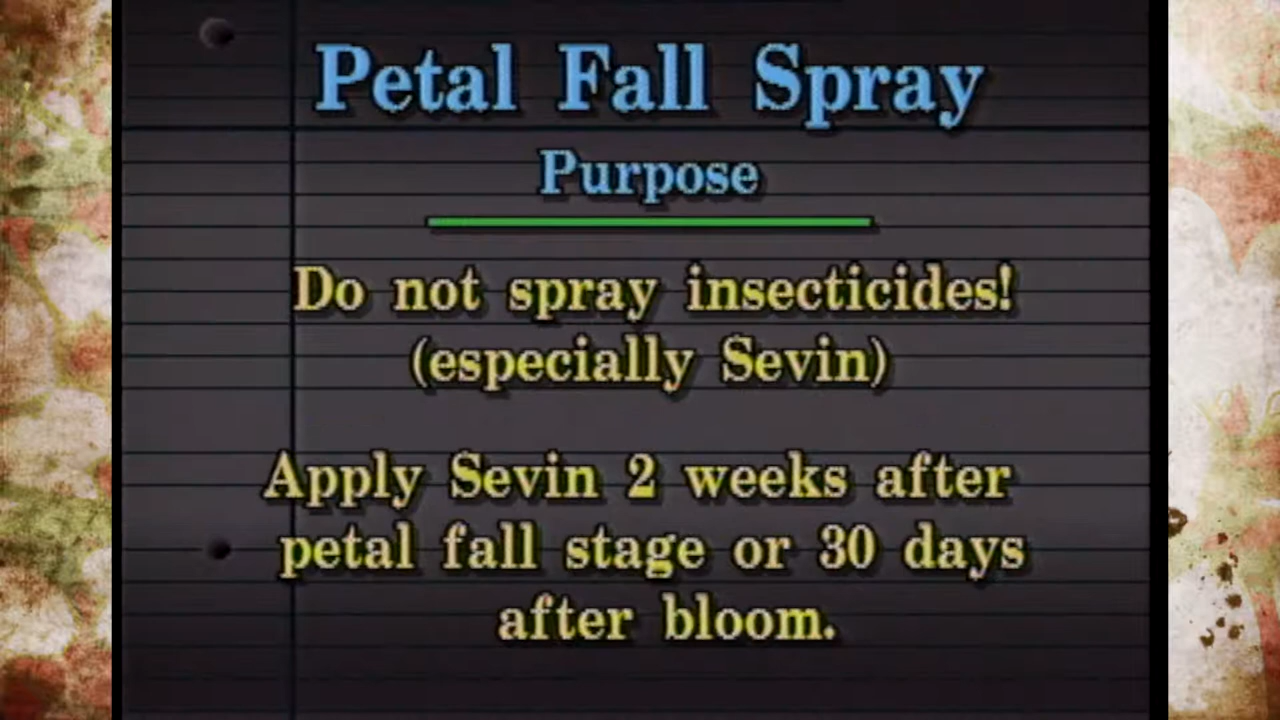 Petal Fall Spray
Purpose
Do not spray insecticides!
(especially Sevin)
Apply Sevin 2 weeks after
petal fall stage or 30 days
after bloom.